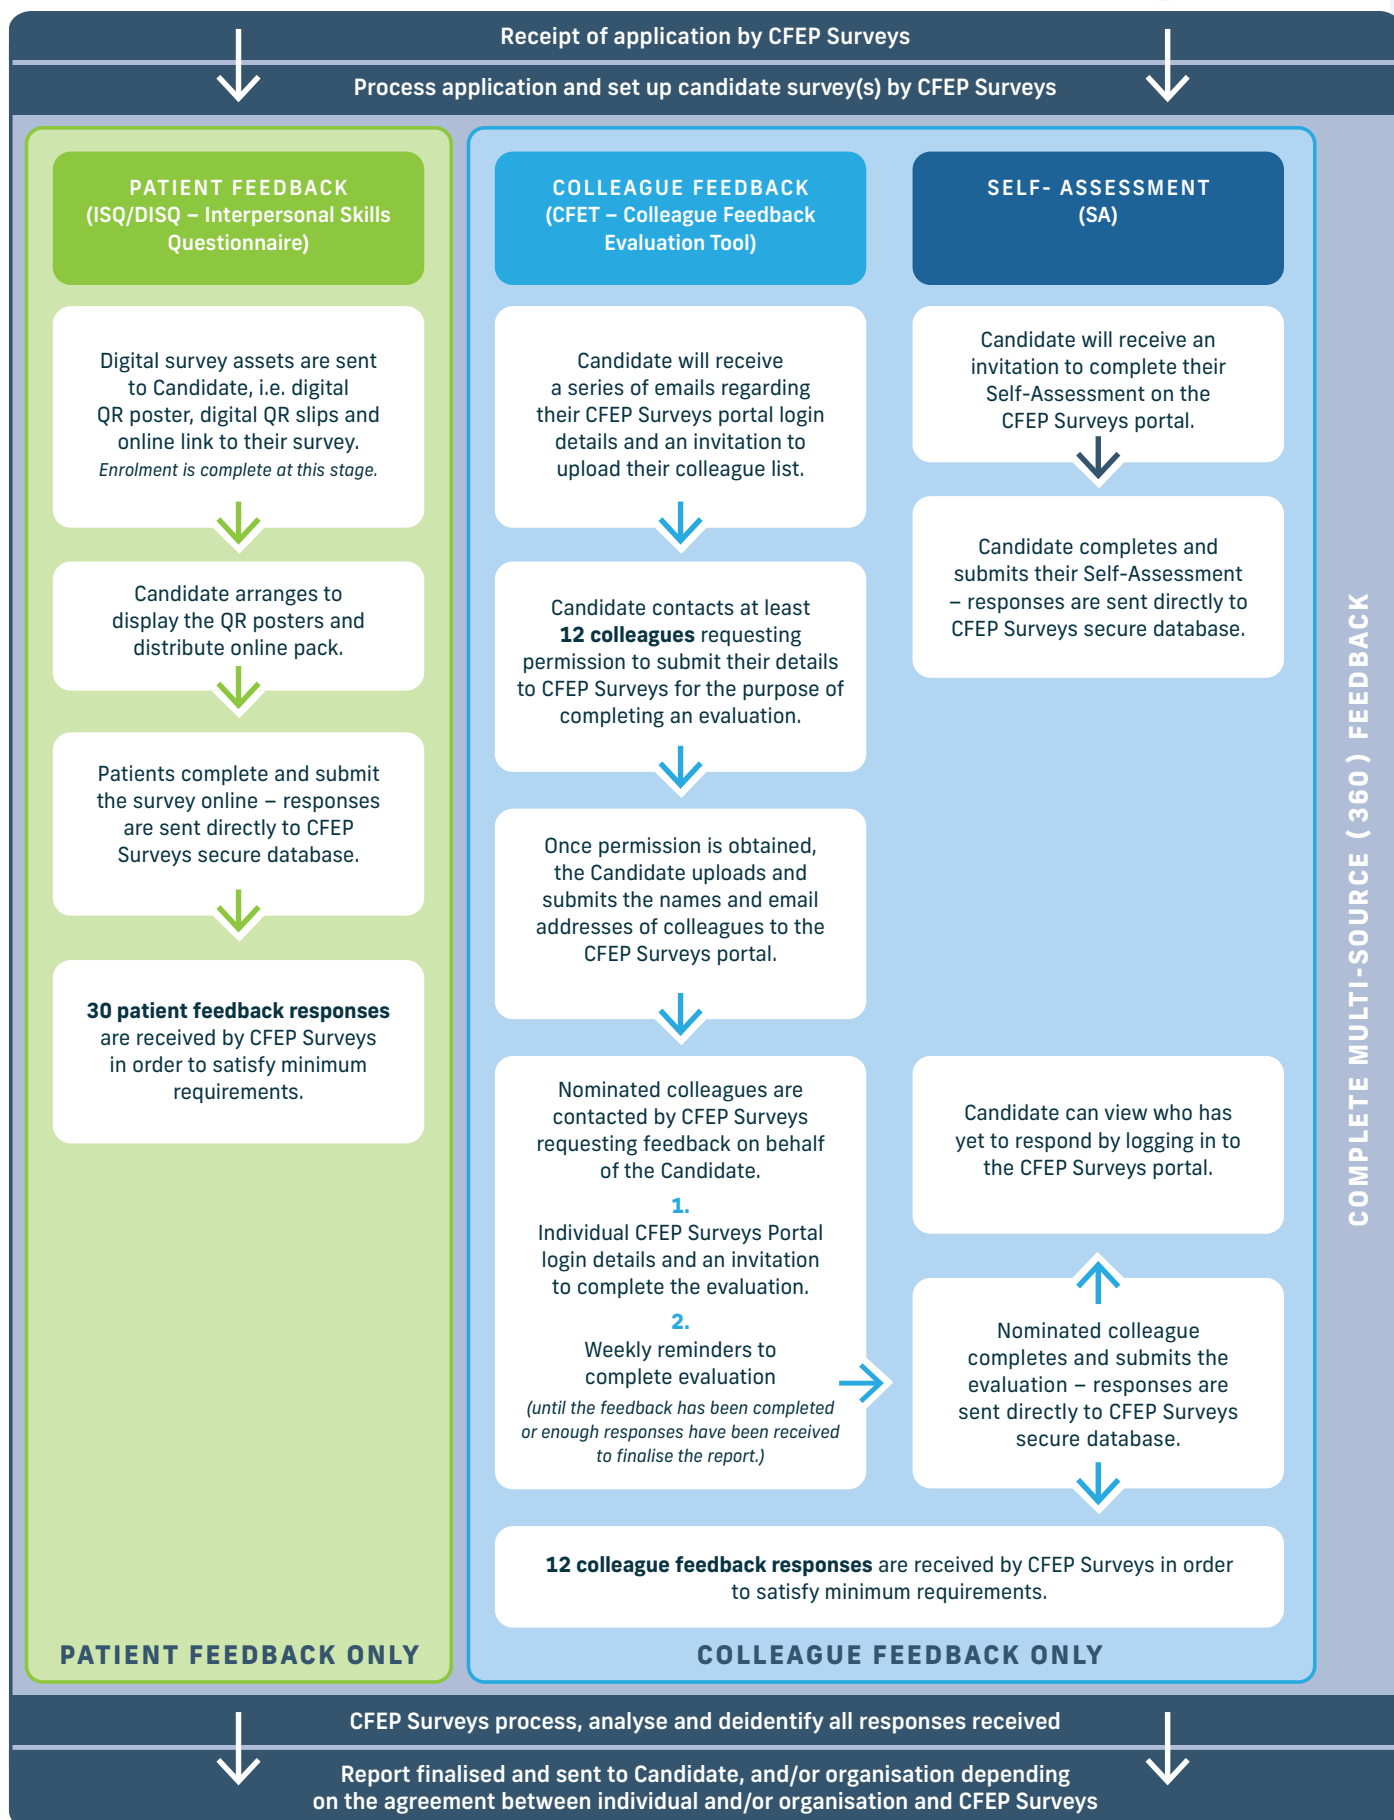 Receipt of application by CFEP Surveys
Process application and set up candidate survey(s) by CFEP Surveys
PATIENT FEEDBACK
(ISQ/DISQ – Interpersonal Skills
Questionnaire)
Digital survey assets are sent
to Candidate, i.e. digital
QR poster, digital QR slips and
online link to their survey.
Enrolment is complete at this stage.
Candidate arranges to
display the QR posters and
distribute online pack.
Patients complete and submit
the survey online – responses
are sent directly to CFEP
Surveys secure database.
30 patient feedback responses
are received by CFEP Surveys
in order to satisfy minimum
requirements.
PATIENT FEEDBACK ONLY
COLLEAGUE FEEDBACK
(CFET – Colleague Feedback
Evaluation Tool)
Candidate will receive
a series of emails regarding
their CFEP Surveys portal login
details and an invitation to
upload their colleague list.
Candidate contacts at least
12 colleagues requesting
permission to submit their details
to CFEP Surveys for the purpose of
completing an evaluation.
Once permission is obtained,
the Candidate uploads and
submits the names and email
addresses of colleagues to the
CFEP Surveys portal.
Nominated colleagues are
contacted by CFEP Surveys
requesting feedback on behalf
of the Candidate.
1.
Individual CFEP Surveys Portal
login details and an invitation
to complete the evaluation.
2.
Weekly reminders to
complete evaluation
(until the feedback has been completed
or enough responses have been received
to finalise the report.)
SELF- ASSESSMENT
(SA)
Candidate will receive an
invitation to complete their
Self-Assessment on the
CFEP Surveys portal.
Candidate completes and
submits their Self-Assessment
– responses are sent directly to
CFEP Surveys secure database.
Candidate can view who has
yet to respond by logging in to
the CFEP Surveys portal.
Nominated colleague
completes and submits the
evaluation – responses are
sent directly to CFEP Surveys
secure database.
12 colleague feedback responses are received by CFEP Surveys in order
to satisfy minimum requirements.
COLLEAGUE FEEDBACK ONLY
COMPLETE MULTI-SOURCE (360) FEEDBACK
CFEP Surveys process, analyse and deidentify all responses received
Report finalised and sent to Candidate, and/or organisation depending
on the agreement between individual and/or organisation and CFEP Surveys